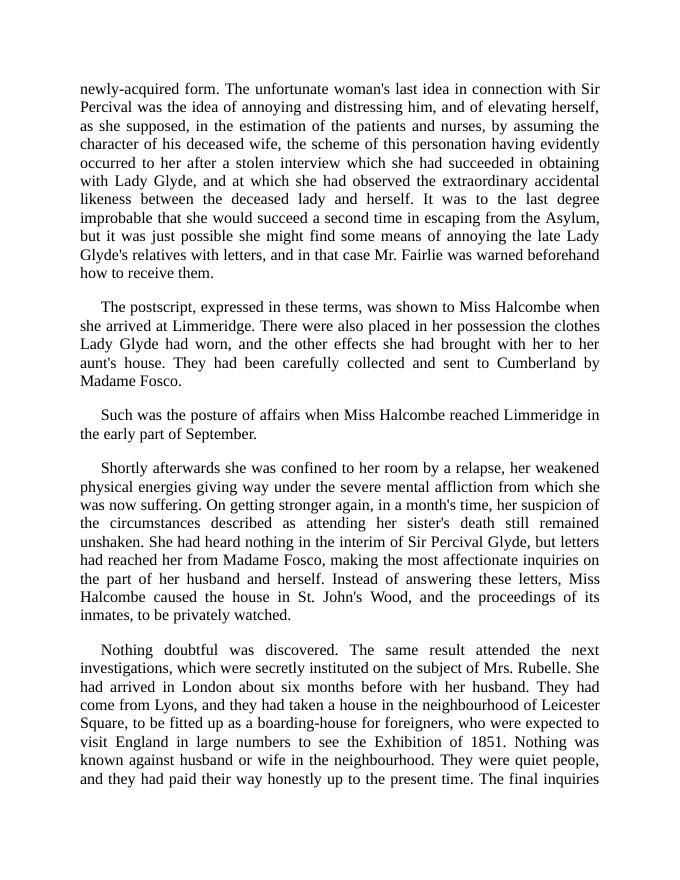 newly-acquired form. The unfortunate woman's last idea in connection with Sir
Percival was the idea of annoying and distressing him, and of elevating herself,
as she supposed, in the estimation of the patients and nurses, by assuming the
character of his deceased wife, the scheme of this personation having evidently
occurred to her after a stolen interview which she had succeeded in obtaining
with Lady Glyde, and at which she had observed the extraordinary accidental
likeness between the deceased lady and herself. It was to the last degree
improbable that she would succeed a second time in escaping from the Asylum,
but it was just possible she might find some means of annoying the late Lady
Glyde's relatives with letters, and in that case Mr. Fairlie was warned beforehand
how to receive them.
The postscript, expressed in these terms, was shown to Miss Halcombe when
she arrived at Limmeridge. There were also placed in her possession the clothes
Lady Glyde had worn, and the other effects she had brought with her to her
aunt's house. They had been carefully collected and sent to Cumberland by
Madame Fosco.
Such was the posture of affairs when Miss Halcombe reached Limmeridge in
the early part of September.
Shortly afterwards she was confined to her room by a relapse, her weakened
physical energies giving way under the severe mental affliction from which she
was now suffering. On getting stronger again, in a month's time, her suspicion of
the circumstances described as attending her sister's death still remained
unshaken. She had heard nothing in the interim of Sir Percival Glyde, but letters
had reached her from Madame Fosco, making the most affectionate inquiries on
the part of her husband and herself. Instead of answering these letters, Miss
Halcombe caused the house in St. John's Wood, and the proceedings of its
inmates, to be privately watched.
Nothing doubtful was discovered. The same result attended the next
investigations, which were secretly instituted on the subject of Mrs. Rubelle. She
had arrived in London about six months before with her husband. They had
come from Lyons, and they had taken a house in the neighbourhood of Leicester
Square, to be fitted up as a boarding-house for foreigners, who were expected to
visit England in large numbers to see the Exhibition of 1851. Nothing was
known against husband or wife in the neighbourhood. They were quiet people,
and they had paid their way honestly up to the present time. The final inquiries